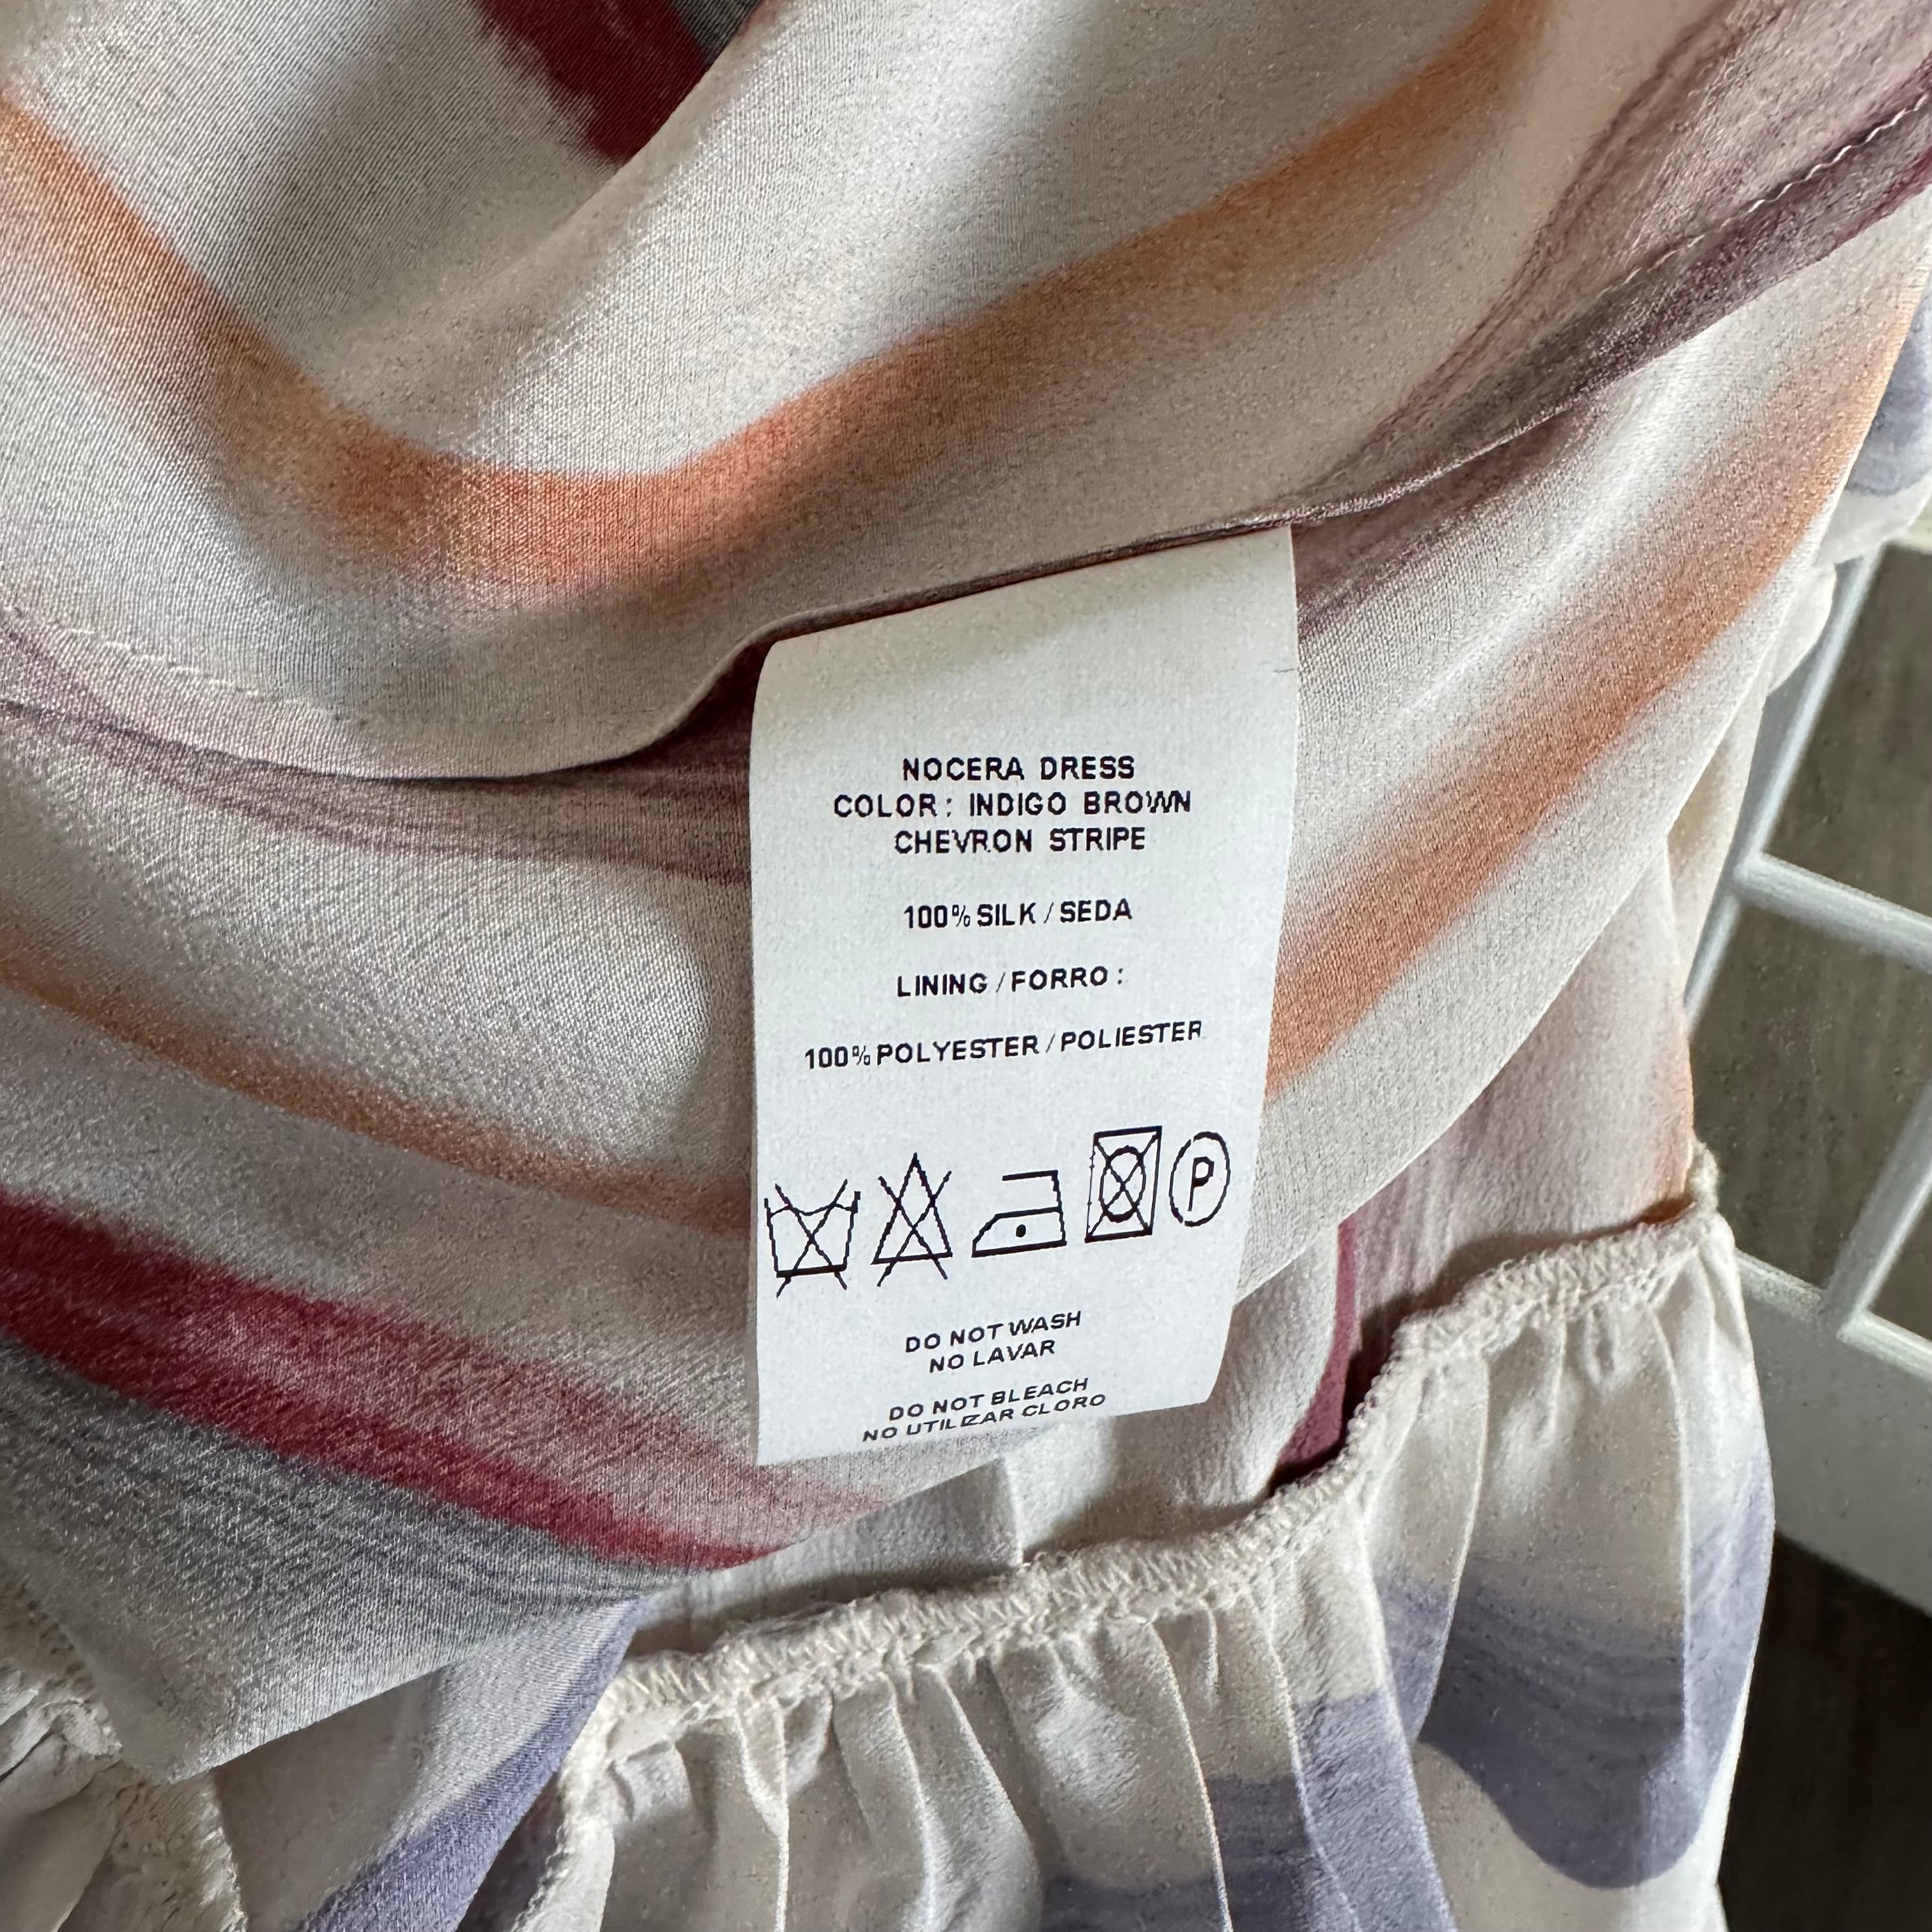 NOCERA DRESS
COLOR: INDIGO BROWN
CHEVRON STRIPE
100% SILK / SEDA
LINING / FORRO :
100% POLYESTER / POLIESTER
P
DO NOT WASH
NO LAVAR
DO NOT BLEACH
NO UTILIZAR CLORO